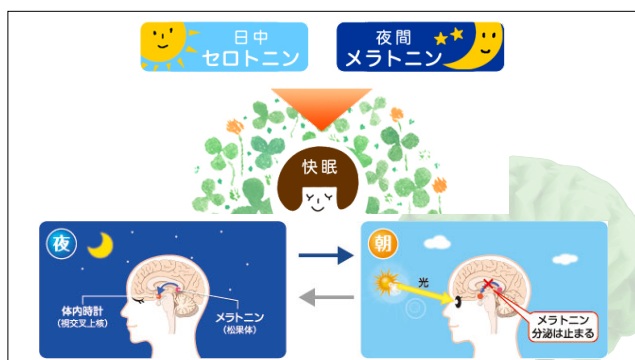 日中
セロトニン
夜間
メラトニン
快眠
夜
体内時計
(視交叉上核)
メラトニン
(松果体)
朝
光
メラトニン
分泌は止まる